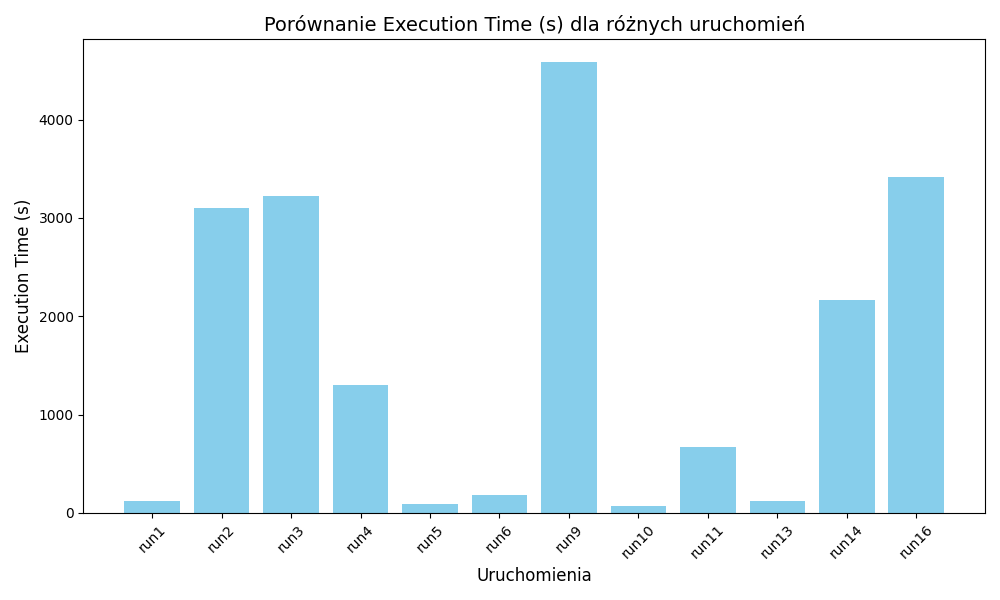 Porównanie Execution Time (s) dla różnych uruchomień
Execution Time (s)
4000
3000
2000
1000
0
run1
run2
run3
run4
run5
run6
run9
run10
run11
run13
run14
run16
Uruchomienia